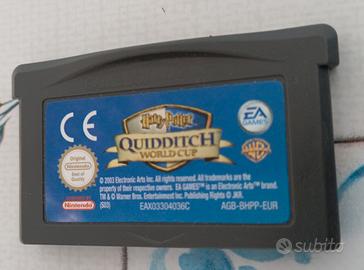 Harry Potter
QUIDDITCH
WORLD CUP
EA
GAMES
CE
WB
Original
Nintendo
Seal of Quality
Nintendo
© 2003 Electronic Arts Inc. All rights reserved. All trademarks are the
property of their respective owners. EA GAMES™ is an Electronic Arts™ brand.
TM & © Warner Bros. Entertainment Inc. Publishing Rights © JKR.
(S03)
EAX03304036C
AGB-BHPP-EUR
subito